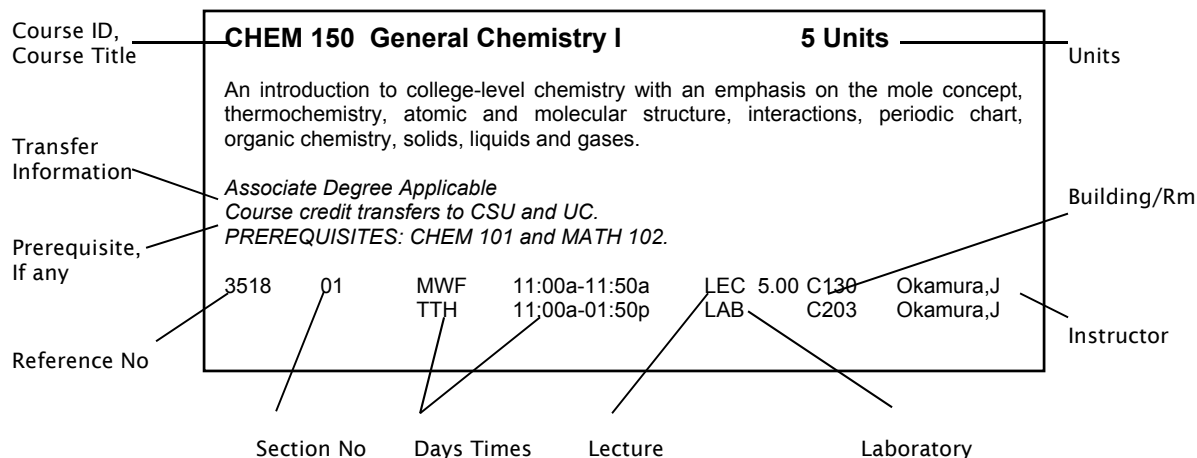 Course ID,
Course Title
CHEM 150 General Chemistry I 5 Units
Units
An introduction to college-level chemistry with an emphasis on the mole concept,
thermochemistry, atomic and molecular structure, interactions, periodic chart,
organic chemistry, solids, liquids and gases.
Transfer
Information
Associate Degree Applicable
Course credit transfers to CSU and UC.
PREREQUISITES: CHEM 101 and MATH 102.
Building/Rm
Prerequisite,
If any
3518 01 MWF 11:00a-11:50a LEC 5.00 C130 Okamura,J
TTH 11:00a-01:50p LAB C203 Okamura,J
Instructor
Reference No
Section No Days Times Lecture Laboratory